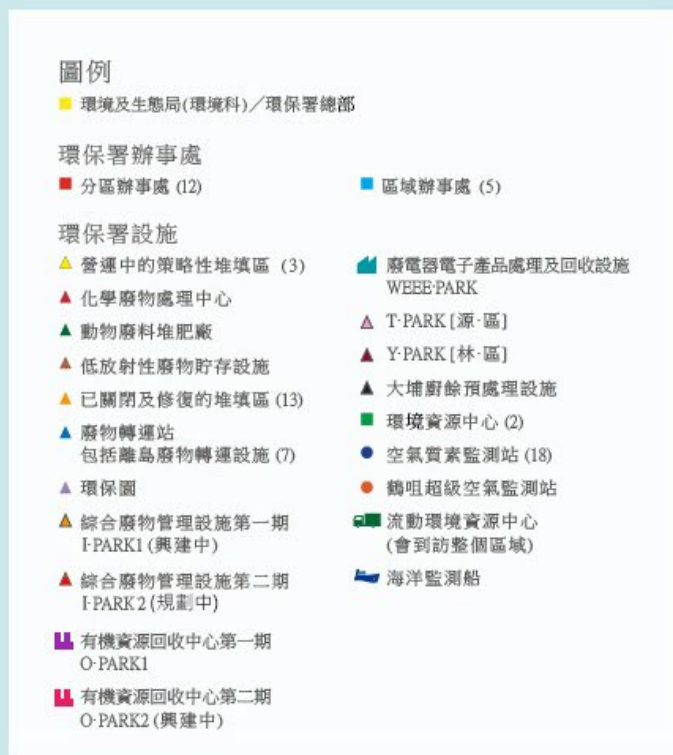 圖例
環境及生態局(環境科)／環保署總部
環保署辦事處
分區辦事處 (12)
區域辦事處 (5)
環保署設施
營運中的策略性堆填區 (3)
化學廢物處理中心
動物廢料堆肥廠
低放射性廢物貯存設施
已關閉及修復的堆填區 (13)
廢物轉運站
包括離島廢物轉運設施 (7)
環保園
綜合廢物管理設施第一期
I·PARK1 (興建中)
綜合廢物管理設施第二期
I·PARK2 (規劃中)
有機資源回收中心第一期
O·PARK1
有機資源回收中心第二期
O·PARK2 (興建中)
廢電器電子產品處理及回收設施
WEEE·PARK
T·PARK [源·區]
Y·PARK [林·區]
大埔廚餘預處理設施
環境資源中心 (2)
空氣質素監測站 (18)
鶴咀超級空氣監測站
流動環境資源中心
(會到訪整個區域)
海洋監測船